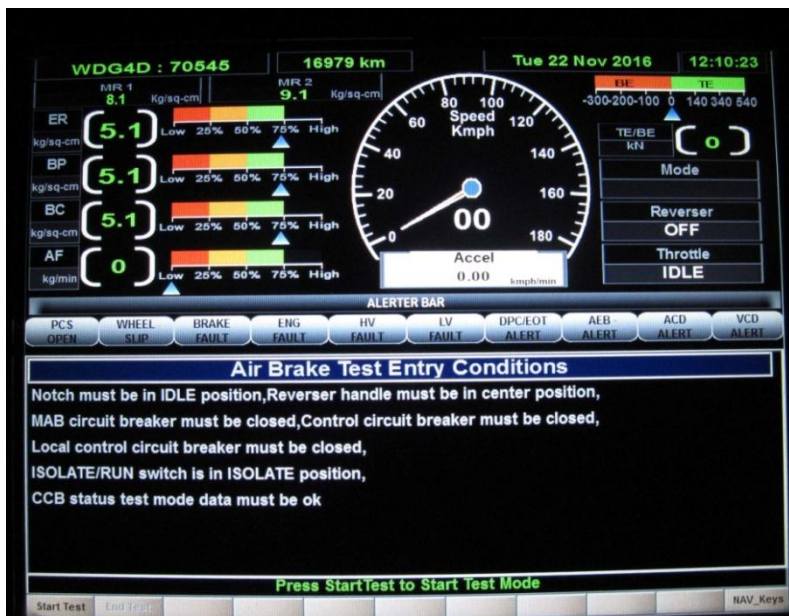 WDG4D : 70545 16979 km Tue 22 Nov 2016 12:10:23
MR 1
8.1 Kg/sq-cm
MR 2
9.1 Kg/sq-cm
ER
kg/sq-cm
5.1
Low 25% 50% 75% High
BP
kg/sq-cm
5.1
Low 25% 50% 75% High
BC
kg/sq-cm
5.1
Low 25% 50% 75% High
AF
kg/min
0
Low 25% 50% 75% High
0 20 40 60 80 100 120 140 160 180
Speed
Kmph
00
Accel
0.00 kmph/min
BE TE
-300-200-100 0 140 340 540
TE/BE
kN
0
Mode
Reverser
OFF
Throttle
IDLE
ALERTER BAR
PCS OPEN
WHEEL SLIP
BRAKE FAULT
ENG FAULT
HV FAULT
LV FAULT
DPC/EOT ALERT
AEB ALERT
ACD ALERT
VCD ALERT
Air Brake Test Entry Conditions
Notch must be in IDLE position,Reverser handle must be in center position,
MAB circuit breaker must be closed,Control circuit breaker must be closed,
Local control circuit breaker must be closed,
ISOLATE/RUN switch is in ISOLATE position,
CCB status test mode data must be ok
Press StartTest to Start Test Mode
Start Test End Test NAV_Keys